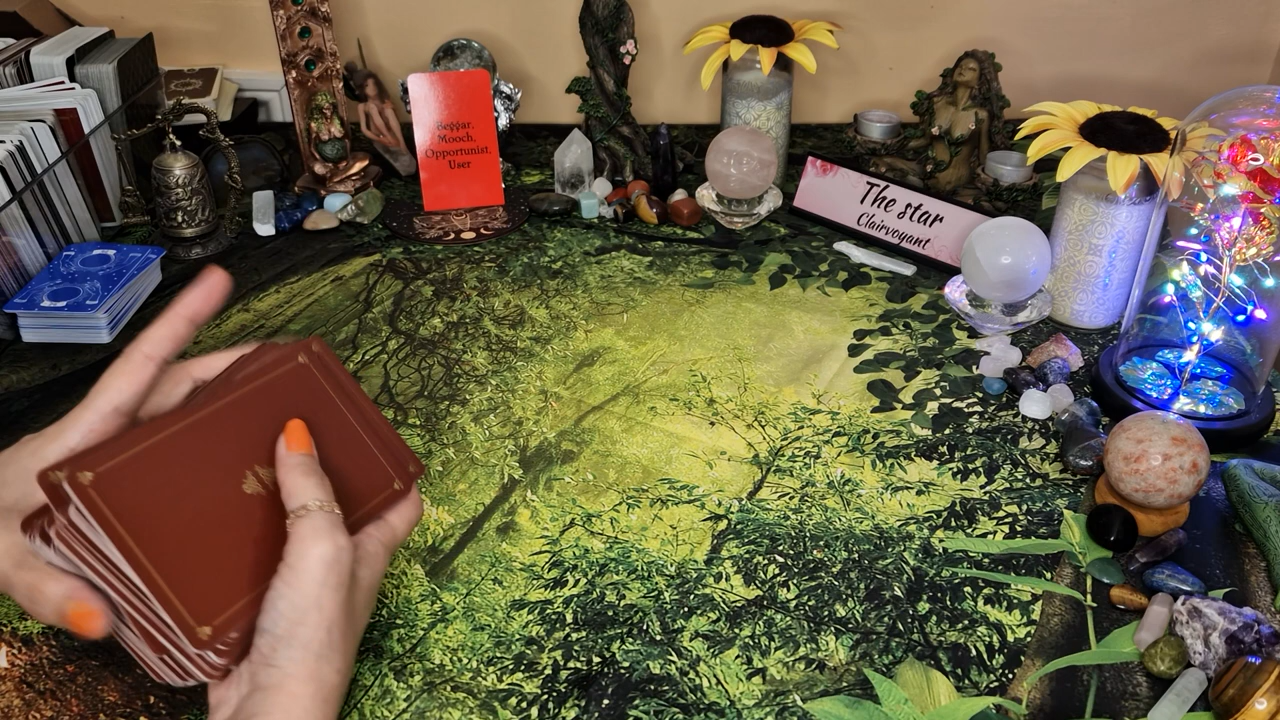 Beggar,
Mooch,
Opportunist,
User
The star
Clairvoyant